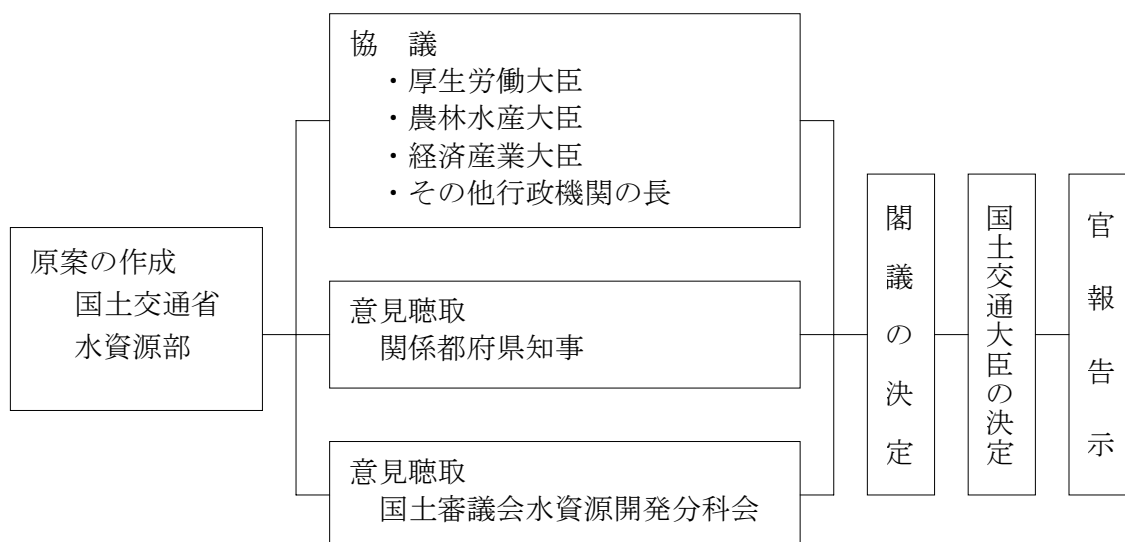 協　議
・厚生労働大臣
・農林水産大臣
・経済産業大臣
・その他行政機関の長
原案の作成
国土交通省
水資源部
意見聴取
関係都府県知事
意見聴取
国土審議会水資源開発分科会
閣議の決定
国土交通大臣の決定
官報告示